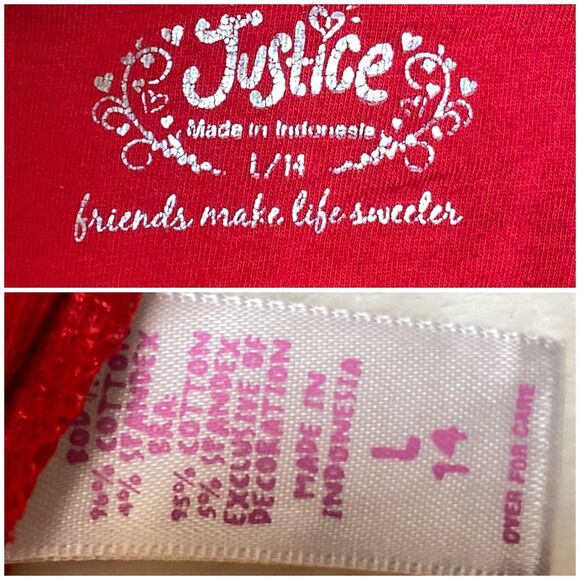 Justice
Made in Indonesia
L/14
friends make life sweeter
96% COTTON
4% SPANDEX
BRA:
95% COTTON
5% SPANDEX
EXCLUSIVE OF
DECORATION
MADE IN
INDONESIA
L
14
OVER FOR CARE